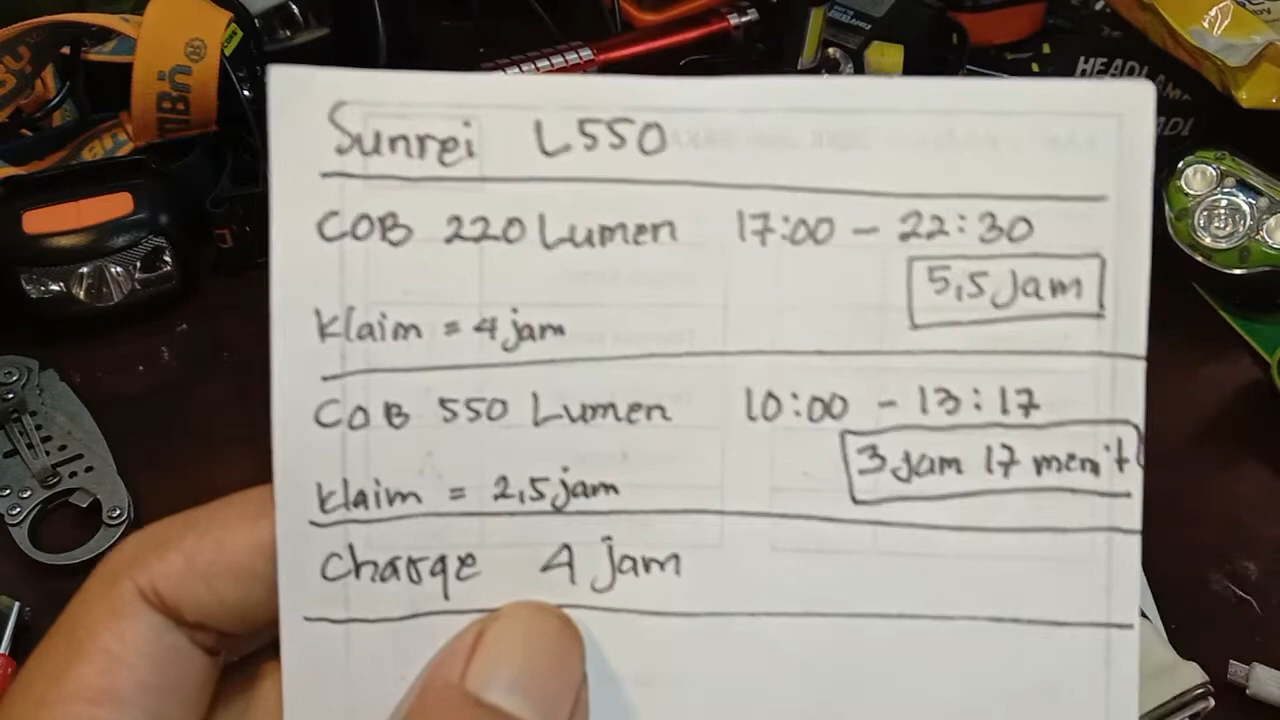 Sunrei L550
COB 220 Lumen 17:00 - 22:30
5,5 Jam
klaim = 4 jam
COB 550 Lumen 10:00 - 13:17
3 jam 17 menit
klaim = 2,5 jam
Charge 4 jam
HEADLAMP